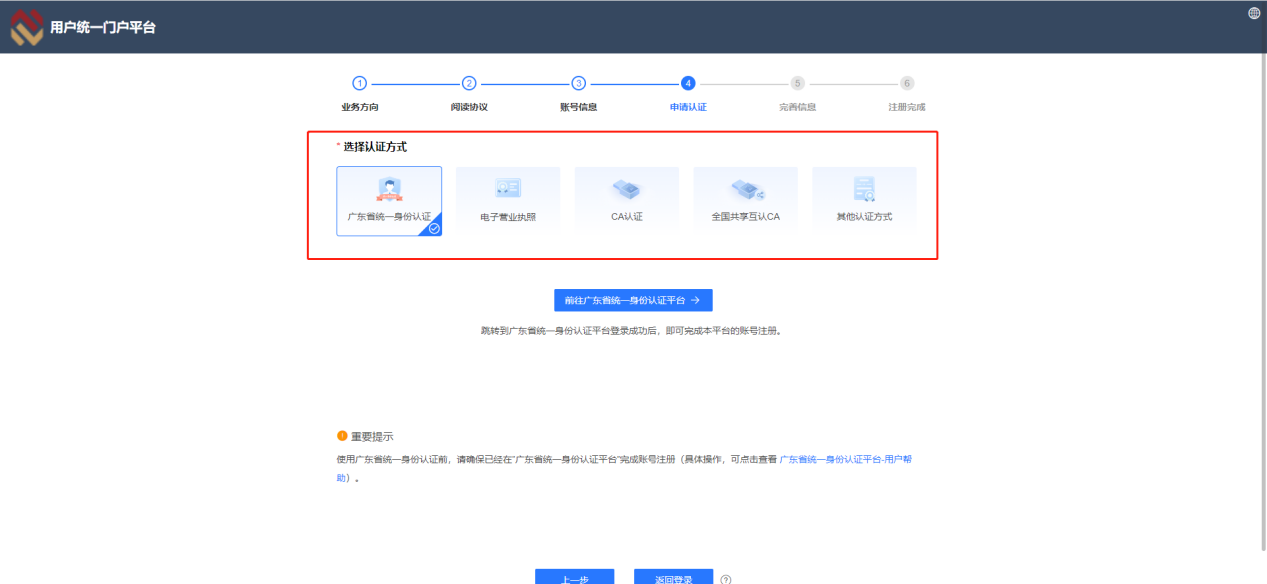 用户统一门户平台
1 2 3 4 5 6
业务方向 阅读协议 账号信息 申请认证 完善信息 注册完成
* 选择认证方式
广东省统一身份认证 电子营业执照 CA认证 全国共享互认CA 其他认证方式
前往广东省统一身份认证平台 →
跳转到广东省统一身份认证平台登录成功后，即可完成本平台的账号注册。
重要提示
使用广东省统一身份认证前，请确保已经在"广东省统一身份认证平台"完成账号注册（具体操作，可点击查看 广东省统一身份认证平台-用户帮
助）。
上一步 返回登录 ?